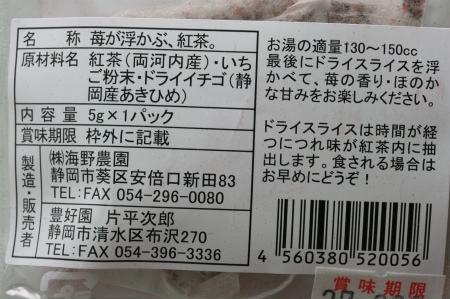 名 称 苺が浮かぶ、紅茶。
原材料名 紅茶(両河内産)・いち
ご粉末・ドライイチゴ(静
岡産あきひめ)
内 容 量 5g×1パック
賞味期限 枠外に記載
製造・販売者
㈱海野農園
静岡市葵区安倍口新田83
TEL:FAX 054-296-0080
豊好園 片平次郎
静岡市清水区布沢270
TEL:FAX 054-396-3336
お湯の適量130〜150cc
最後にドライスライスを浮
かべて、苺の香り・ほのか
な甘みをお楽しみください。
ドライスライスは時間が経
つにつれ味が紅茶内に抽
出します。食される場合は
お早めにどうぞ！
4560380520056
賞味期限